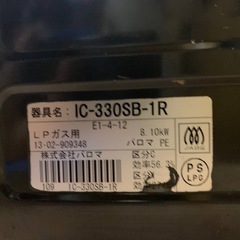 器具名: IC-330SB-1R
E1-4-12
LPガス用 8.10kW
13·02-909348 パロマ PE
株式会社パロマ 区分C
効率56.3%
区分
109 IC-330SB-1R
JIA
PS
LPG